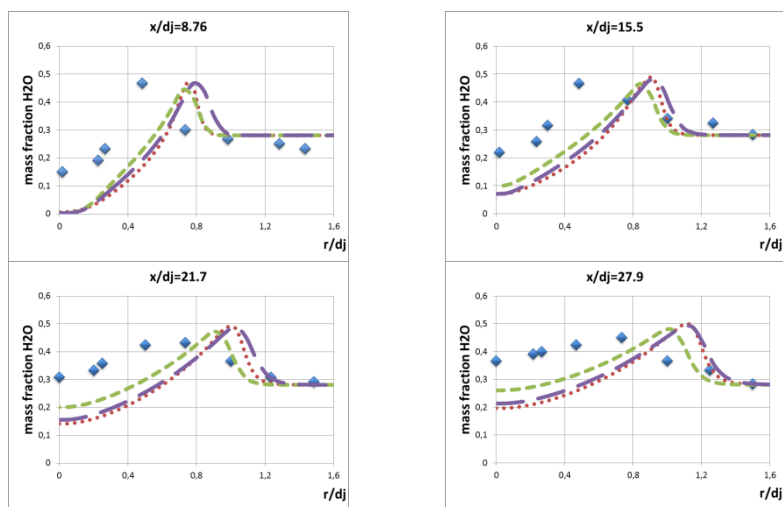 x/dj=8.76
mass fraction H2O
0,6
0,5
0,4
0,3
0,2
0,1
0
0 0,4 0,8 1,2 1,6
r/dj
x/dj=15.5
mass fraction H2O
0,6
0,5
0,4
0,3
0,2
0,1
0
0 0,4 0,8 1,2 1,6
r/dj
x/dj=21.7
mass fraction H2O
0,6
0,5
0,4
0,3
0,2
0,1
0
0 0,4 0,8 1,2 1,6
r/dj
x/dj=27.9
mass fraction H2O
0,6
0,5
0,4
0,3
0,2
0,1
0
0 0,4 0,8 1,2 1,6
r/dj